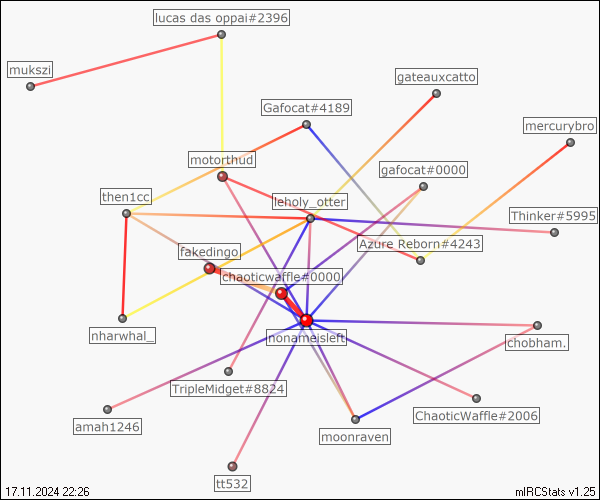 lucas das oppai#2396
mukszi
gateauxcatto
Gafocat#4189
mercurybro
motorthud
gafocat#0000
then1cc
leholy_otter
Thinker#5995
Azure Reborn#4243
fakedingo
chaoticwaffle#0000
nharwhal_
nonameisleft
chobham.
TripleMidget#8824
ChaoticWaffle#2006
amah1246
moonraven
tt532
17.11.2024 22:26
mIRCStats v1.25